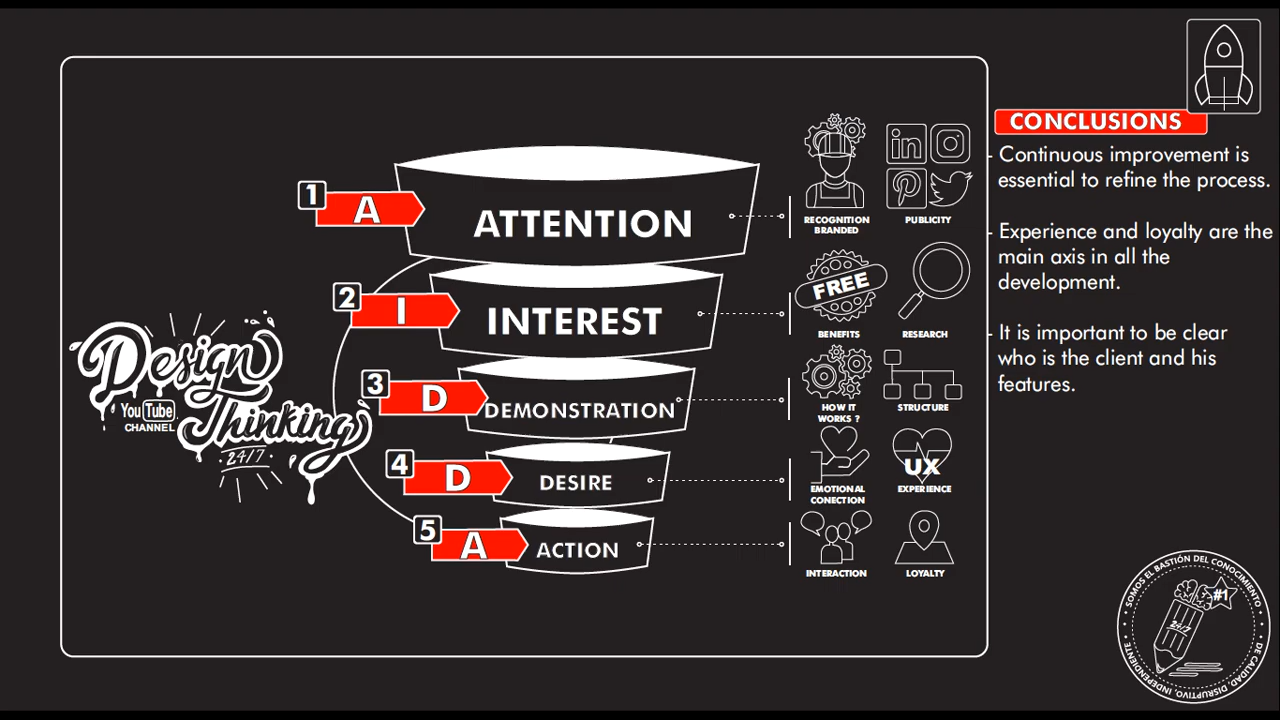 CONCLUSIONS
- Continuous improvement is
essential to refine the process.
- Experience and loyalty are the
main axis in all the
development.
- It is important to be clear
who is the client and his
features.
1
A
ATTENTION
RECOGNITION
BRANDED
in
PUBLICITY
2
I
INTEREST
FREE
BENEFITS
RESEARCH
3
D
DEMONSTRATION
HOW IT
WORKS ?
STRUCTURE
4
D
DESIRE
EMOTIONAL
CONECTION
UX
EXPERIENCE
5
A
ACTION
INTERACTION
LOYALTY
Design
Thinking
YouTube
CHANNEL
24/7
SOMOS EL BASTIÓN DEL CONOCIMIENTO
DE CALIDAD, DISRUPTIVO, INDEPENDIENTE
#1
24/7